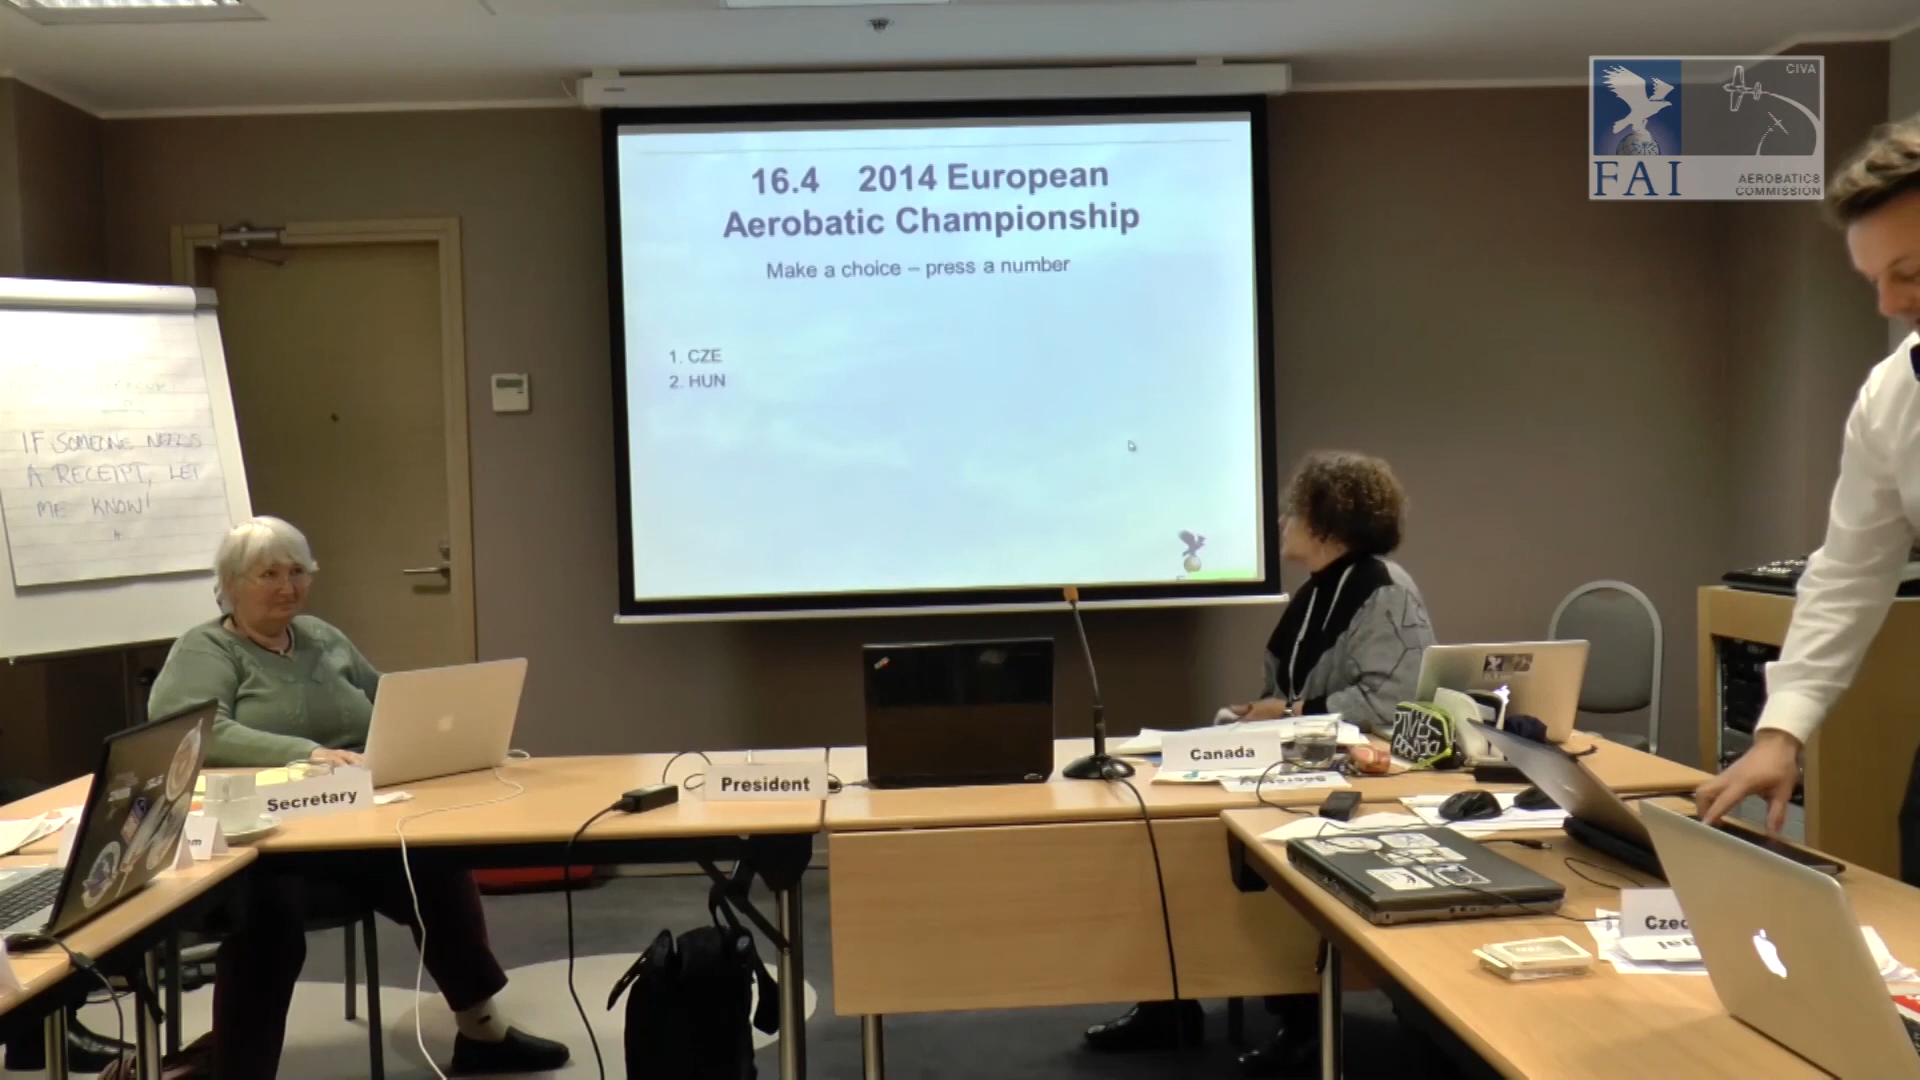 CIVA
FAI
AEROBATICS
COMMISSION
16.4 2014 European
Aerobatic Championship
Make a choice – press a number
1. CZE
2. HUN
IF SOMEONE NEEDS
A RECEIPT, LET
ME KNOW!
Secretary
President
Canada
Czec